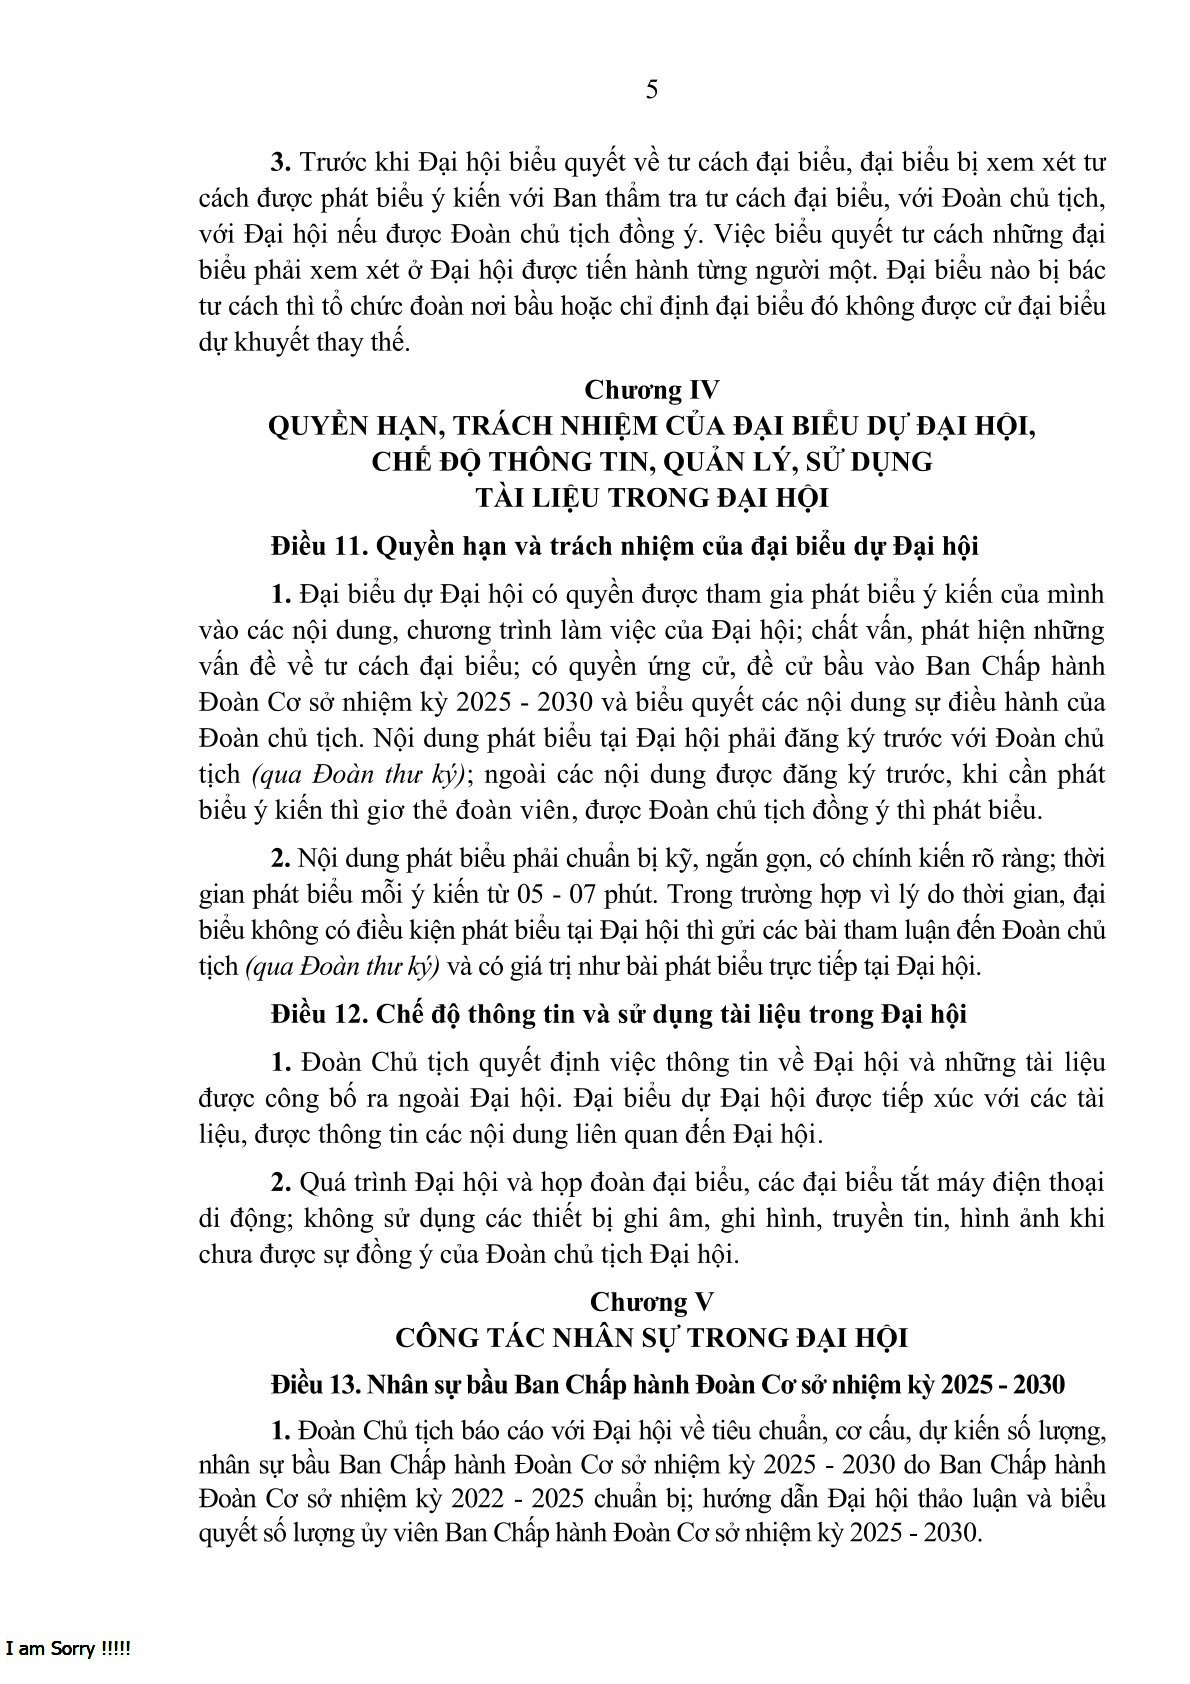 5
3. Trước khi Đại hội biểu quyết về tư cách đại biểu, đại biểu bị xem xét tư
cách được phát biểu ý kiến với Ban thẩm tra tư cách đại biểu, với Đoàn chủ tịch,
với Đại hội nếu được Đoàn chủ tịch đồng ý. Việc biểu quyết tư cách những đại
biểu phải xem xét ở Đại hội được tiến hành từng người một. Đại biểu nào bị bác
tư cách thì tổ chức đoàn nơi bầu hoặc chỉ định đại biểu đó không được cử đại biểu
dự khuyết thay thế.
Chương IV
QUYỀN HẠN, TRÁCH NHIỆM CỦA ĐẠI BIỂU DỰ ĐẠI HỘI,
CHẾ ĐỘ THÔNG TIN, QUẢN LÝ, SỬ DỤNG
TÀI LIỆU TRONG ĐẠI HỘI
Điều 11. Quyền hạn và trách nhiệm của đại biểu dự Đại hội
1. Đại biểu dự Đại hội có quyền được tham gia phát biểu ý kiến của mình
vào các nội dung, chương trình làm việc của Đại hội; chất vấn, phát hiện những
vấn đề về tư cách đại biểu; có quyền ứng cử, đề cử bầu vào Ban Chấp hành
Đoàn Cơ sở nhiệm kỳ 2025 - 2030 và biểu quyết các nội dung sự điều hành của
Đoàn chủ tịch. Nội dung phát biểu tại Đại hội phải đăng ký trước với Đoàn chủ
tịch (qua Đoàn thư ký); ngoài các nội dung được đăng ký trước, khi cần phát
biểu ý kiến thì giơ thẻ đoàn viên, được Đoàn chủ tịch đồng ý thì phát biểu.
2. Nội dung phát biểu phải chuẩn bị kỹ, ngắn gọn, có chính kiến rõ ràng; thời
gian phát biểu mỗi ý kiến từ 05 - 07 phút. Trong trường hợp vì lý do thời gian, đại
biểu không có điều kiện phát biểu tại Đại hội thì gửi các bài tham luận đến Đoàn chủ
tịch (qua Đoàn thư ký) và có giá trị như bài phát biểu trực tiếp tại Đại hội.
Điều 12. Chế độ thông tin và sử dụng tài liệu trong Đại hội
1. Đoàn Chủ tịch quyết định việc thông tin về Đại hội và những tài liệu
được công bố ra ngoài Đại hội. Đại biểu dự Đại hội được tiếp xúc với các tài
liệu, được thông tin các nội dung liên quan đến Đại hội.
2. Quá trình Đại hội và họp đoàn đại biểu, các đại biểu tắt máy điện thoại
di động; không sử dụng các thiết bị ghi âm, ghi hình, truyền tin, hình ảnh khi
chưa được sự đồng ý của Đoàn chủ tịch Đại hội.
Chương V
CÔNG TÁC NHÂN SỰ TRONG ĐẠI HỘI
Điều 13. Nhân sự bầu Ban Chấp hành Đoàn Cơ sở nhiệm kỳ 2025 - 2030
1. Đoàn Chủ tịch báo cáo với Đại hội về tiêu chuẩn, cơ cấu, dự kiến số lượng,
nhân sự bầu Ban Chấp hành Đoàn Cơ sở nhiệm kỳ 2025 - 2030 do Ban Chấp hành
Đoàn Cơ sở nhiệm kỳ 2022 - 2025 chuẩn bị; hướng dẫn Đại hội thảo luận và biểu
quyết số lượng ủy viên Ban Chấp hành Đoàn Cơ sở nhiệm kỳ 2025 - 2030.
I am Sorry !!!!!